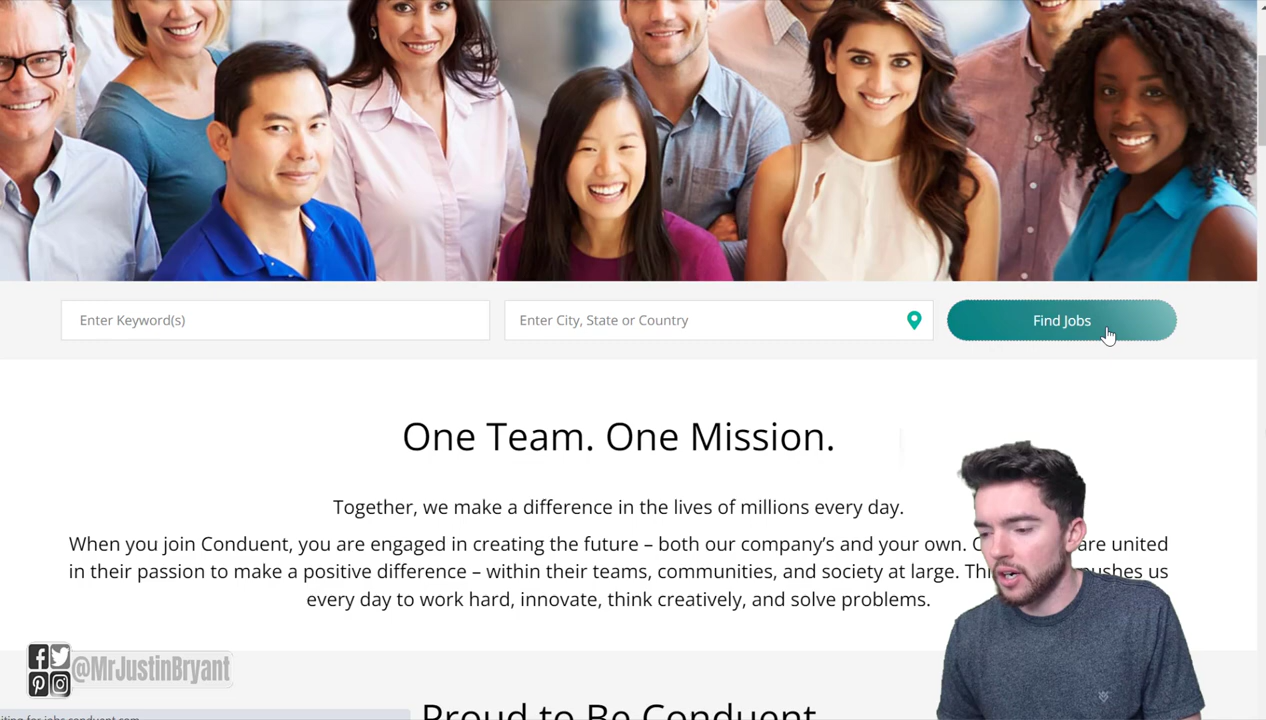 Enter Keyword(s)
Enter City, State or Country
Find Jobs
One Team. One Mission.
Together, we make a difference in the lives of millions every day.
When you join Conduent, you are engaged in creating the future – both our company's and your own. are united
in their passion to make a positive difference – within their teams, communities, and society at large. us
every day to work hard, innovate, think creatively, and solve problems.
@MrJustinBryant
Proud to Be Conduent
jobs.conduent.com